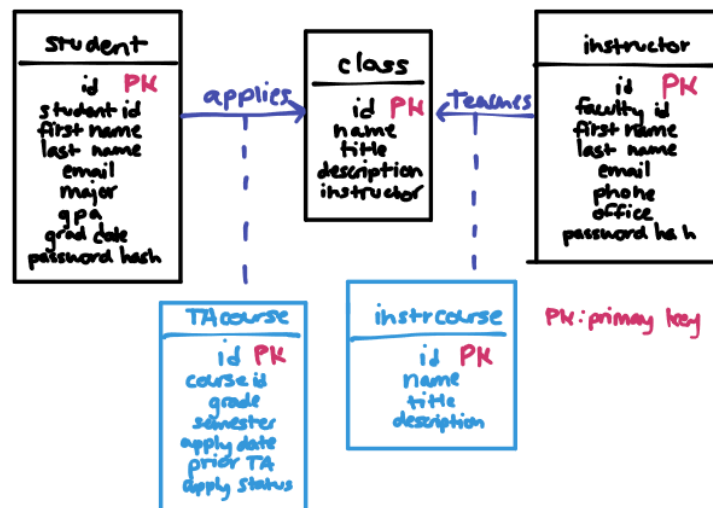 student
id PK
student id
first name
last name
email
major
gpa
grad date
password hash
applies
class
id PK
name
title
description
instructor
Teaches
instructor
id PK
faculty id
first name
last name
email
phone
office
password hash
TAcourse
id PK
course id
grade
semester
apply date
prior TA
apply status
instrcourse
id PK
name
title
description
PK: primary key